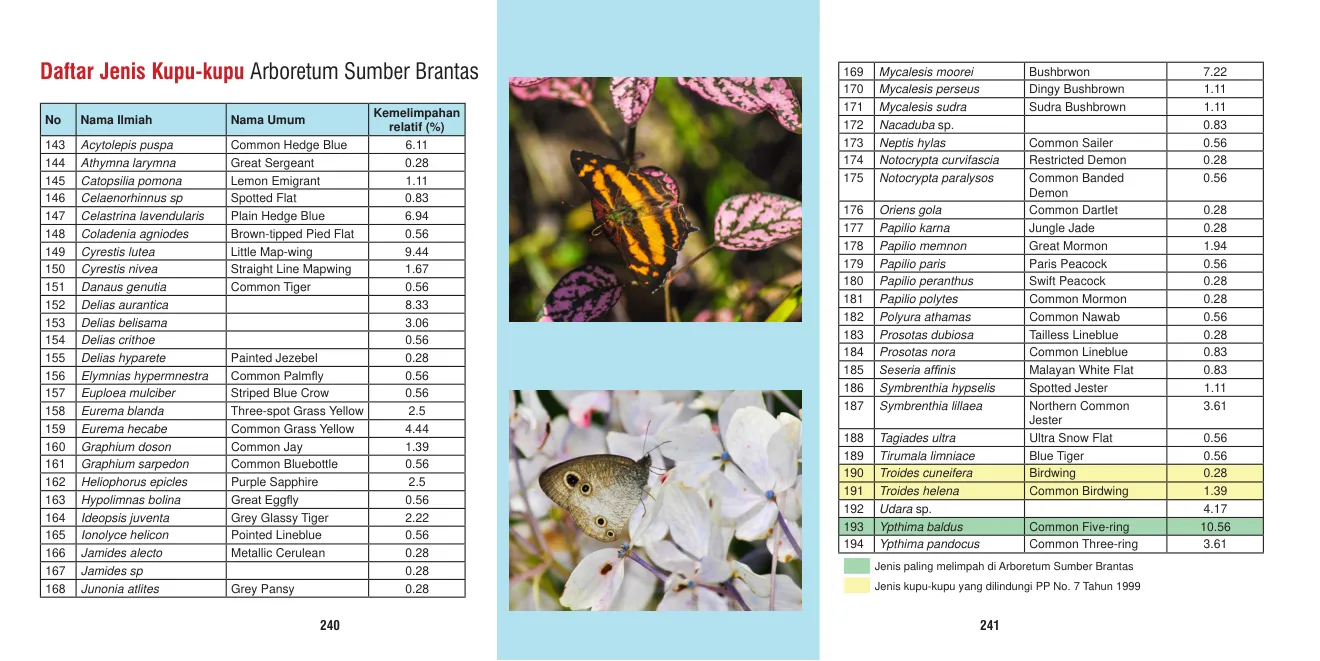 Daftar Jenis Kupu-kupu Arboretum Sumber Brantas
No Nama Ilmiah Nama Umum Kemelimpahan relatif (%)
143 Acytolepis puspa Common Hedge Blue 6.11
144 Athymna larymna Great Sergeant 0.28
145 Catopsilia pomona Lemon Emigrant 1.11
146 Celaenorhinnus sp Spotted Flat 0.83
147 Celastrina lavendularis Plain Hedge Blue 6.94
148 Coladenia agniodes Brown-tipped Pied Flat 0.56
149 Cyrestis lutea Little Map-wing 9.44
150 Cyrestis nivea Straight Line Mapwing 1.67
151 Danaus genutia Common Tiger 0.56
152 Delias aurantica 8.33
153 Delias belisama 3.06
154 Delias crithoe 0.56
155 Delias hyparete Painted Jezebel 0.28
156 Elymnias hypermnestra Common Palmfly 0.56
157 Euploea mulciber Striped Blue Crow 0.56
158 Eurema blanda Three-spot Grass Yellow 2.5
159 Eurema hecabe Common Grass Yellow 4.44
160 Graphium doson Common Jay 1.39
161 Graphium sarpedon Common Bluebottle 0.56
162 Heliophorus epicles Purple Sapphire 2.5
163 Hypolimnas bolina Great Eggfly 0.56
164 Ideopsis juventa Grey Glassy Tiger 2.22
165 Ionolyce helicon Pointed Lineblue 0.56
166 Jamides alecto Metallic Cerulean 0.28
167 Jamides sp 0.28
168 Junonia atlites Grey Pansy 0.28
240
169 Mycalesis moorei Bushbrwon 7.22
170 Mycalesis perseus Dingy Bushbrown 1.11
171 Mycalesis sudra Sudra Bushbrown 1.11
172 Nacaduba sp. 0.83
173 Neptis hylas Common Sailer 0.56
174 Notocrypta curvifascia Restricted Demon 0.28
175 Notocrypta paralysos Common Banded Demon 0.56
176 Oriens gola Common Dartlet 0.28
177 Papilio karna Jungle Jade 0.28
178 Papilio memnon Great Mormon 1.94
179 Papilio paris Paris Peacock 0.56
180 Papilio peranthus Swift Peacock 0.28
181 Papilio polytes Common Mormon 0.28
182 Polyura athamas Common Nawab 0.56
183 Prosotas dubiosa Tailless Lineblue 0.28
184 Prosotas nora Common Lineblue 0.83
185 Seseria affinis Malayan White Flat 0.83
186 Symbrenthia hypselis Spotted Jester 1.11
187 Symbrenthia lillaea Northern Common Jester 3.61
188 Tagiades ultra Ultra Snow Flat 0.56
189 Tirumala limniace Blue Tiger 0.56
190 Troides cuneifera Birdwing 0.28
191 Troides helena Common Birdwing 1.39
192 Udara sp. 4.17
193 Ypthima baldus Common Five-ring 10.56
194 Ypthima pandocus Common Three-ring 3.61
Jenis paling melimpah di Arboretum Sumber Brantas
Jenis kupu-kupu yang dilindungi PP No. 7 Tahun 1999
241